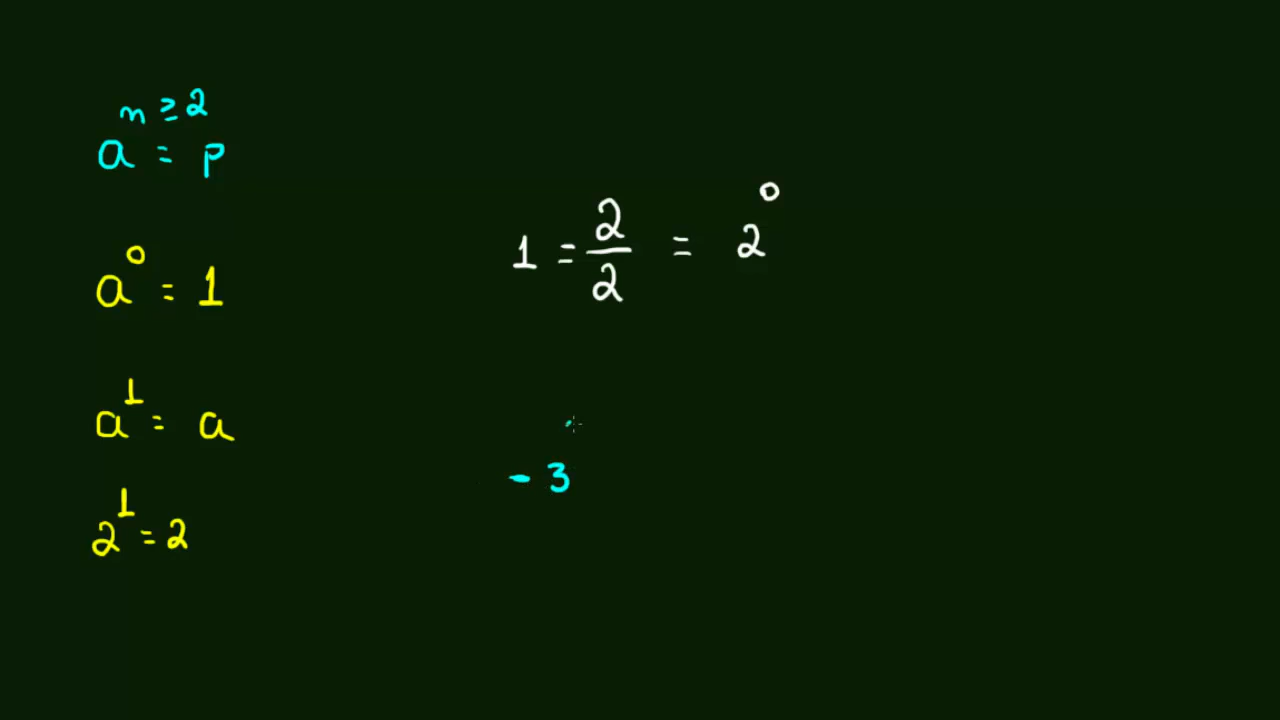 a^n≥2 = p
1 = 2/2 = 2^0
a^0 = 1
a^1 = a
- 3
2^1 = 2